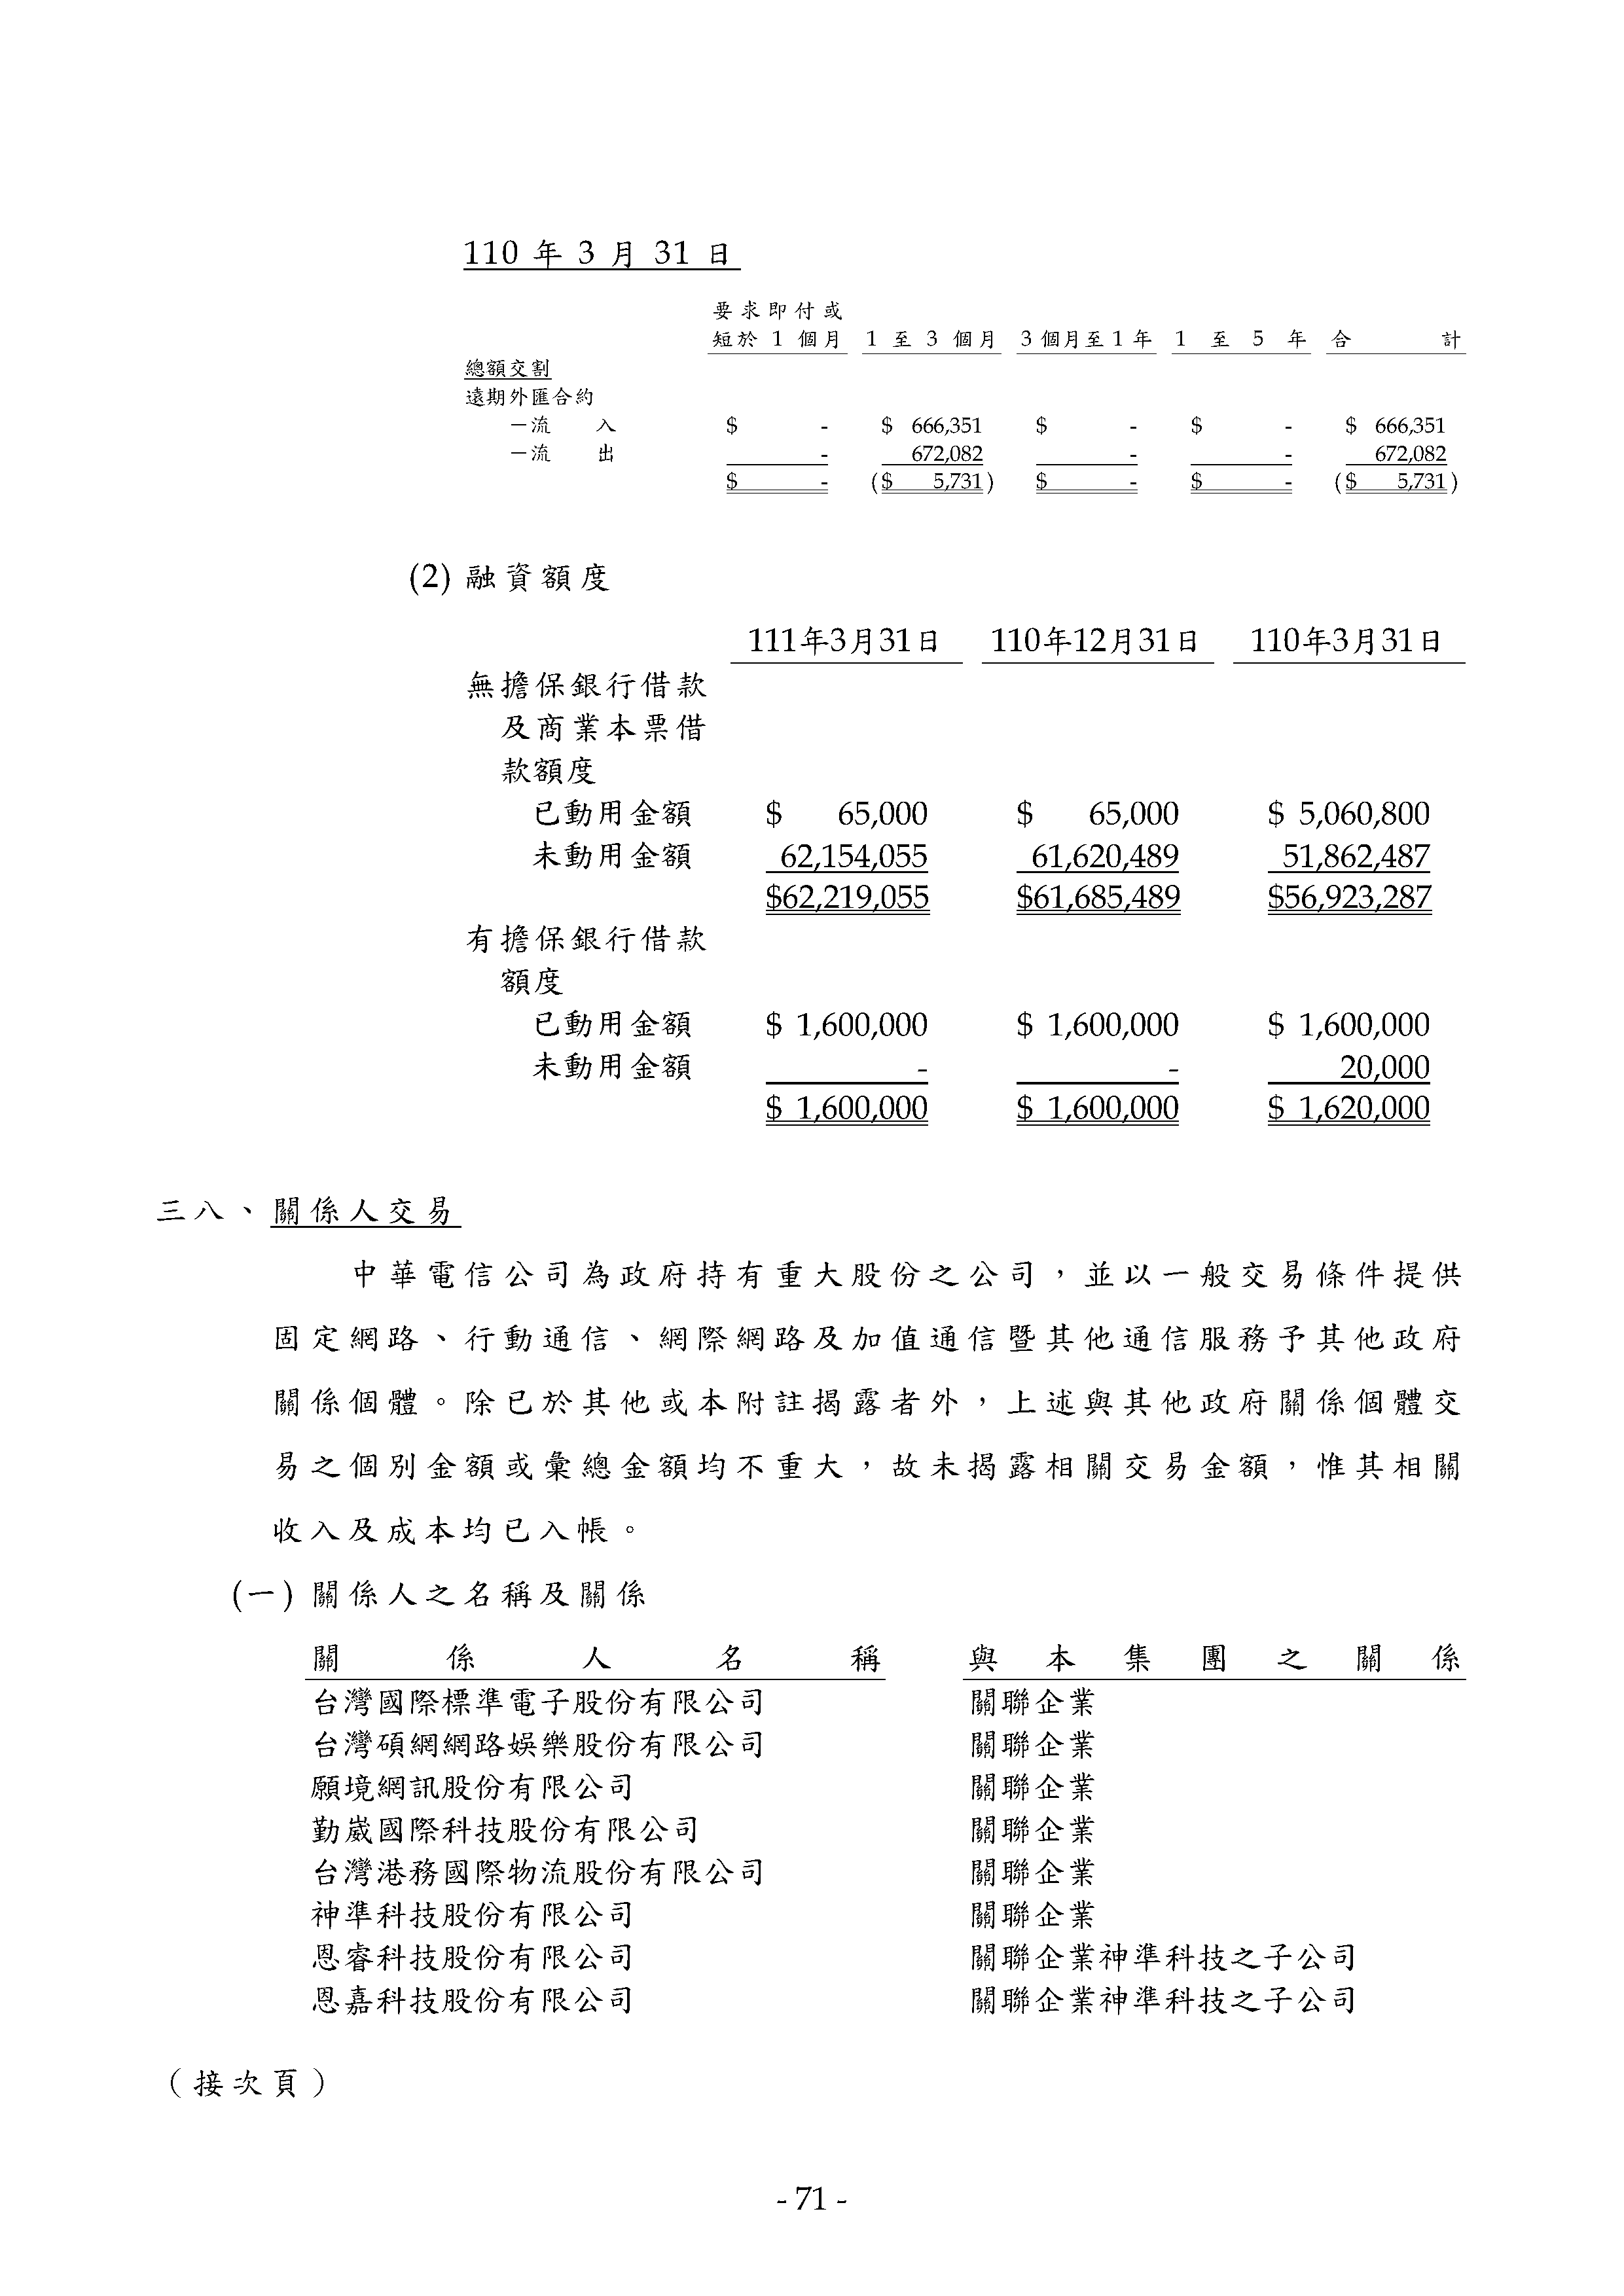 110 年 3 月 31 日
要求即付或
短於 1 個月 1 至 3 個月 3個月至1年 1 至 5 年 合 計
總額交割
遠期外匯合約
－流 入 $ - $ 666,351 $ - $ - $ 666,351
－流 出 - 672,082 - - 672,082
$ - ($ 5,731) $ - $ - ($ 5,731)
(2) 融資額度
111年3月31日 110年12月31日 110年3月31日
無擔保銀行借款
及商業本票借
款額度
已動用金額 $ 65,000 $ 65,000 $ 5,060,800
未動用金額 62,154,055 61,620,489 51,862,487
$62,219,055 $61,685,489 $56,923,287
有擔保銀行借款
額度
已動用金額 $ 1,600,000 $ 1,600,000 $ 1,600,000
未動用金額 - - 20,000
$ 1,600,000 $ 1,600,000 $ 1,620,000
三八、關係人交易
中華電信公司為政府持有重大股份之公司，並以一般交易條件提供
固定網路、行動通信、網際網路及加值通信暨其他通信服務予其他政府
關係個體。除已於其他或本附註揭露者外，上述與其他政府關係個體交
易之個別金額或彙總金額均不重大，故未揭露相關交易金額，惟其相關
收入及成本均已入帳。
(一) 關係人之名稱及關係
關 係 人 名 稱 與 本 集 團 之 關 係
台灣國際標準電子股份有限公司 關聯企業
台灣碩網網路娛樂股份有限公司 關聯企業
願境網訊股份有限公司 關聯企業
勤崴國際科技股份有限公司 關聯企業
台灣港務國際物流股份有限公司 關聯企業
神準科技股份有限公司 關聯企業
恩睿科技股份有限公司 關聯企業神準科技之子公司
恩嘉科技股份有限公司 關聯企業神準科技之子公司
（接次頁）
- 71 -